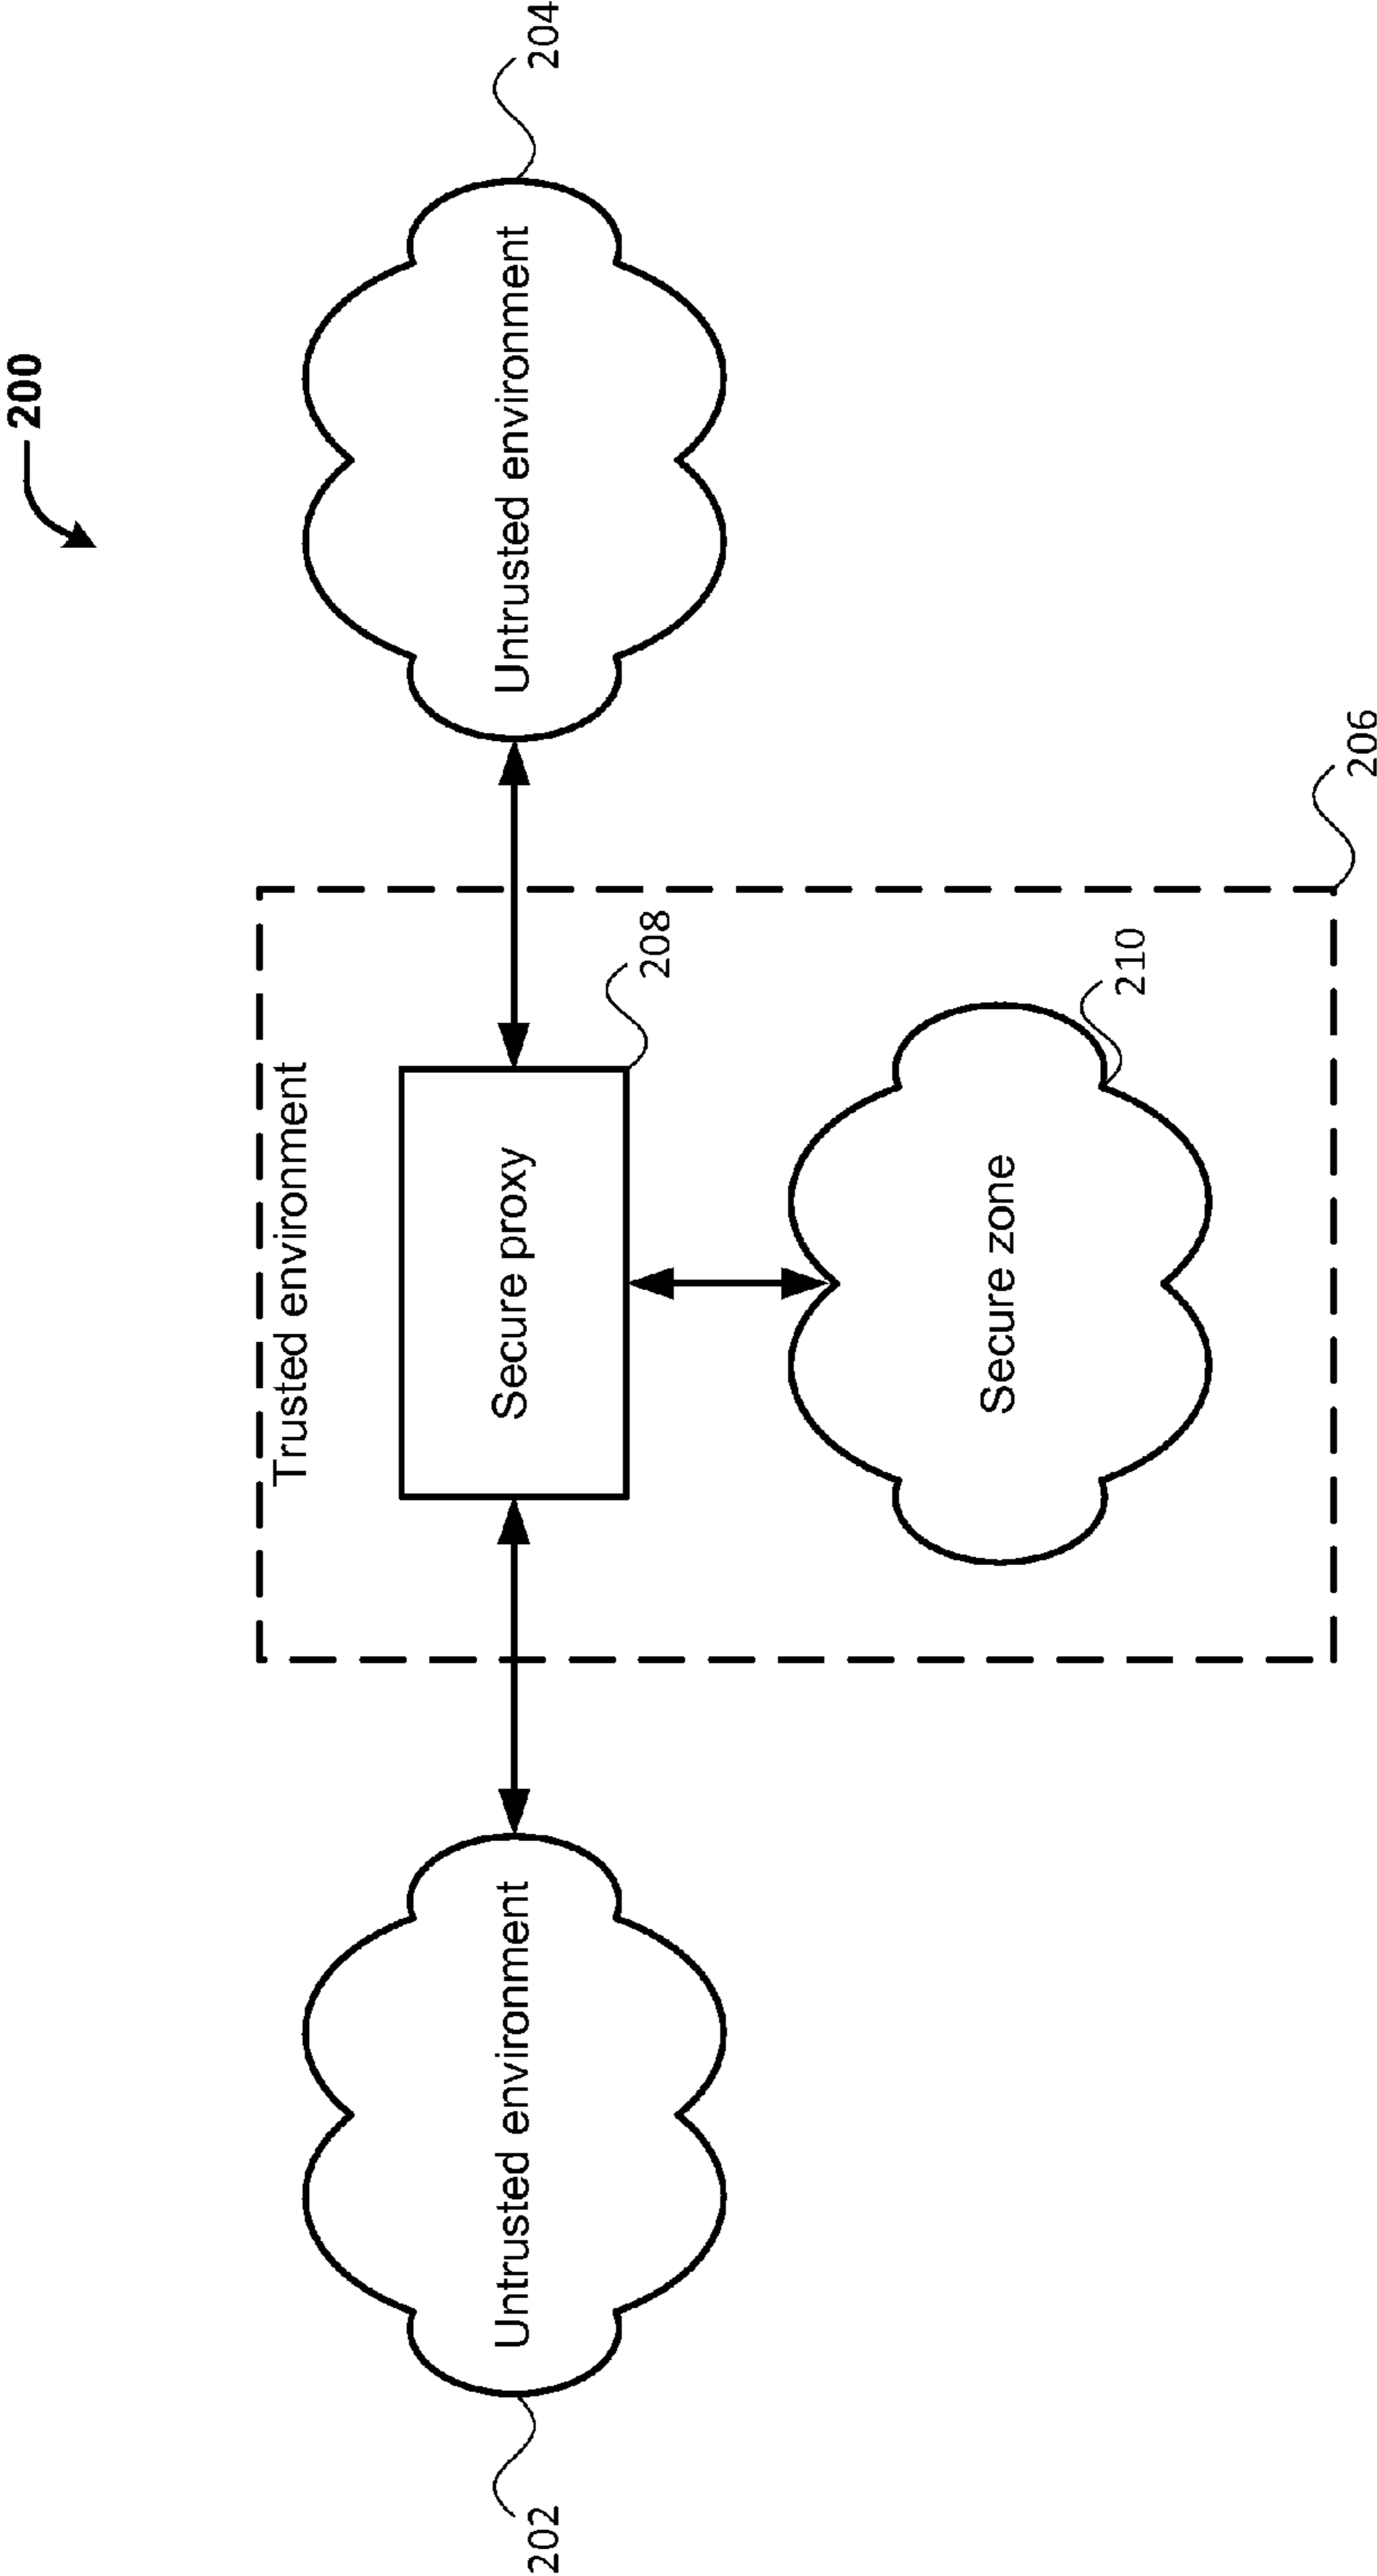 200
Trusted environment
Untrusted environment
Secure proxy
Untrusted environment
202
208
204
Secure zone
210
206